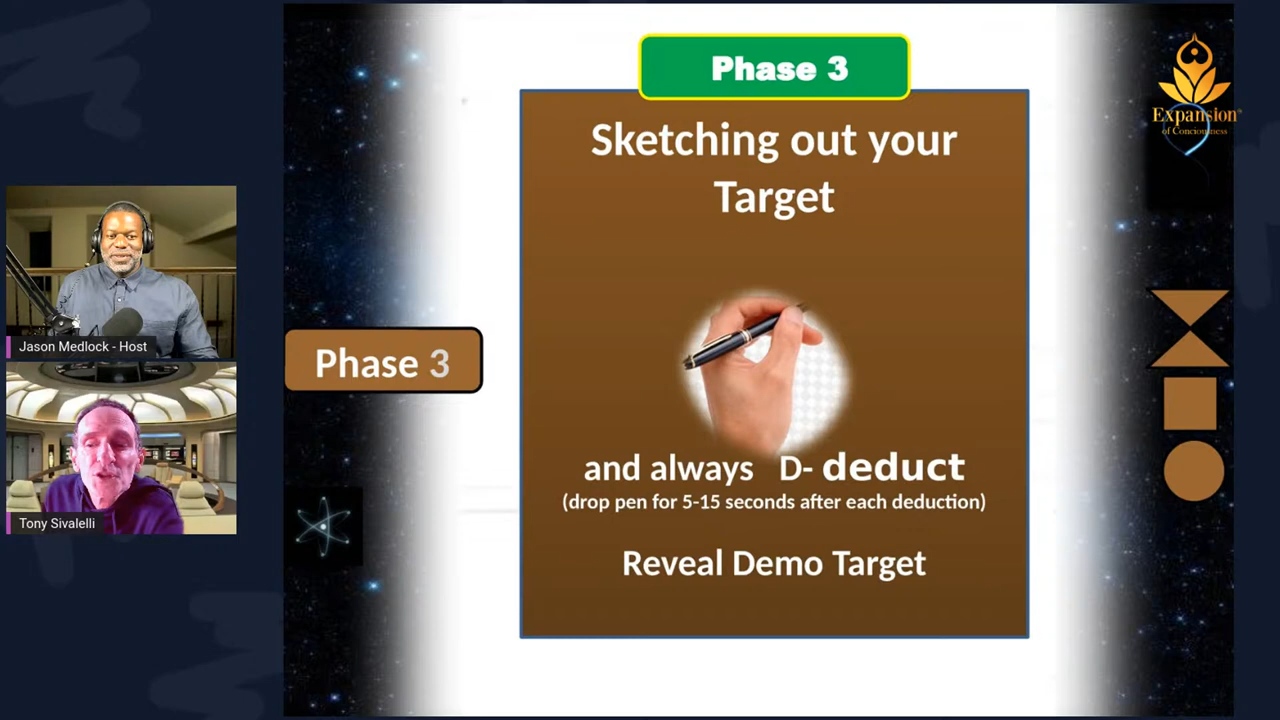 Phase 3
Sketching out your
Target
and always D- deduct
(drop pen for 5-15 seconds after each deduction)
Reveal Demo Target
Phase 3
Expansion
of Conciousness
Jason Medlock - Host
Tony Sivalelli